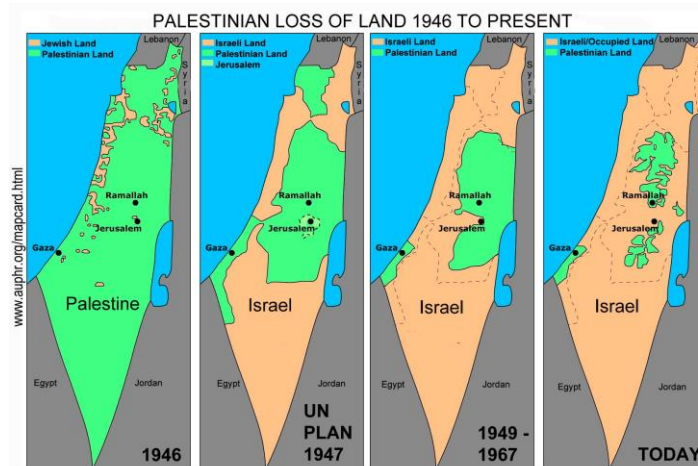 PALESTINIAN LOSS OF LAND 1946 TO PRESENT
www.auphr.org/mapcard.html
Jewish Land
Palestinian Land
Lebanon
Syria
Ramallah
Jerusalem
Gaza
Palestine
Egypt
Jordan
1946
Israeli Land
Palestinian Land
Jerusalem
Lebanon
Ramallah
Jerusalem
Gaza
Israel
Egypt
Jordan
UN
PLAN
1947
Israeli Land
Palestinian Land
Lebanon
Syria
Ramallah
Jerusalem
Gaza
Israel
Egypt
Jordan
1949 -
1967
Israeli/Occupied Land
Palestinian Land
Lebanon
Syria
Ramallah
Jerusalem
Gaza
Israel
Egypt
Jordan
TODAY